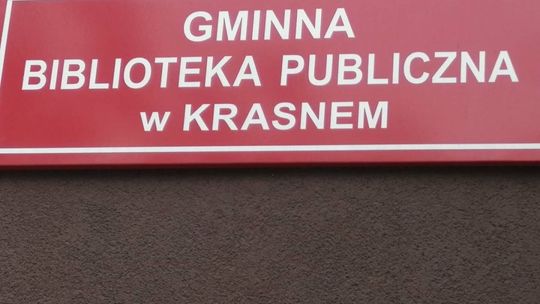 GMINNA
BIBLIOTEKA PUBLICZNA
w KRASNEM